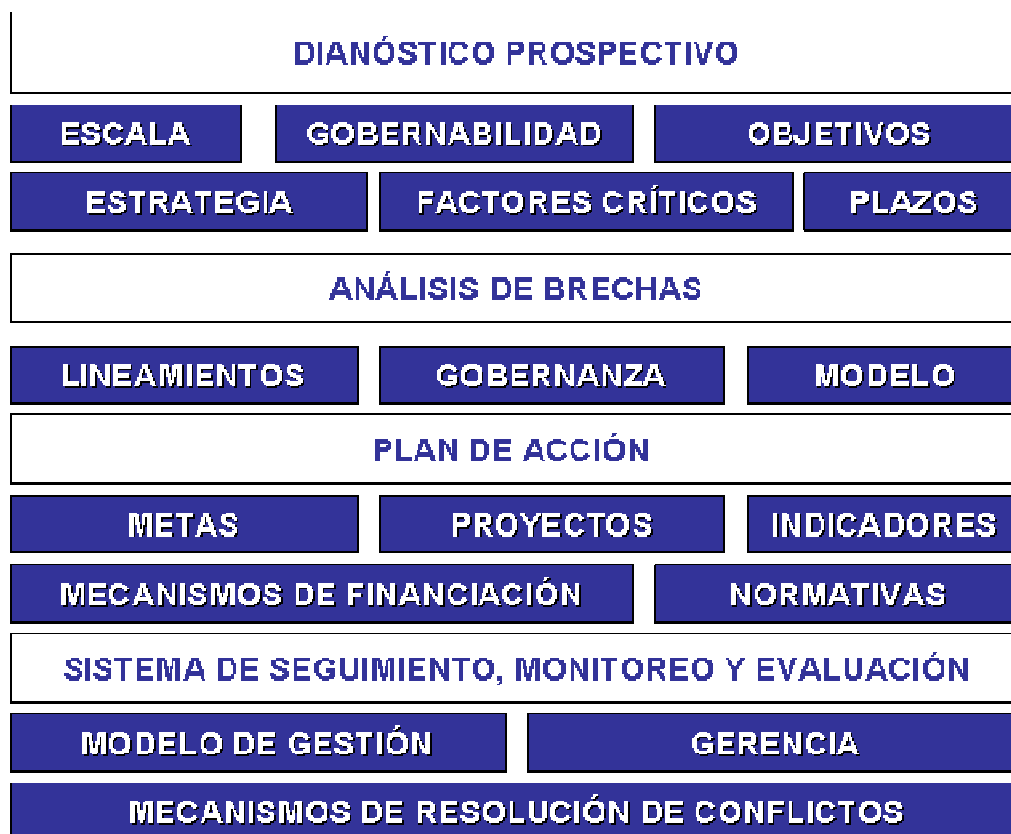 DIANÓSTICO PROSPECTIVO
ESCALA GOBERNABILIDAD OBJETIVOS
ESTRATEGIA FACTORES CRÍTICOS PLAZOS
ANÁLISIS DE BRECHAS
LINEAMIENTOS GOBERNANZA MODELO
PLAN DE ACCIÓN
METAS PROYECTOS INDICADORES
MECANISMOS DE FINANCIACIÓN NORMATIVAS
SISTEMA DE SEGUIMIENTO, MONITOREO Y EVALUACIÓN
MODELO DE GESTIÓN GERENCIA
MECANISMOS DE RESOLUCIÓN DE CONFLICTOS